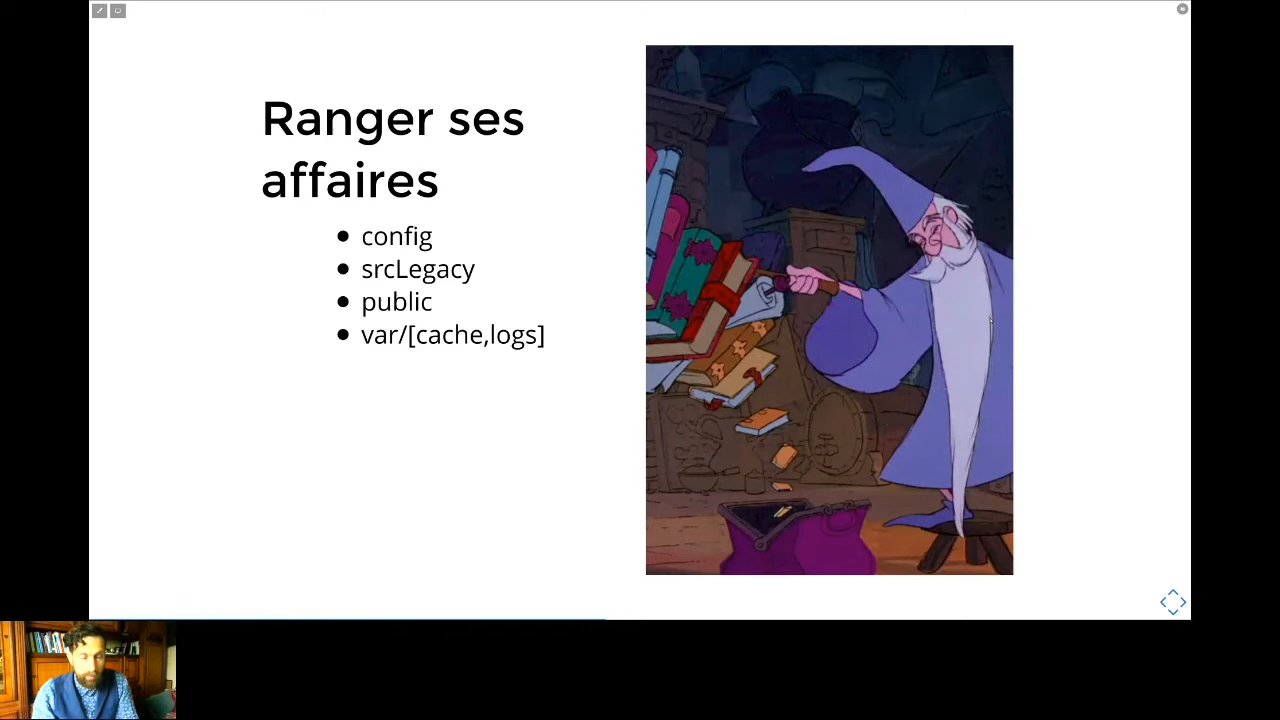 Ranger ses
affaires
config
srcLegacy
public
var/[cache,logs]